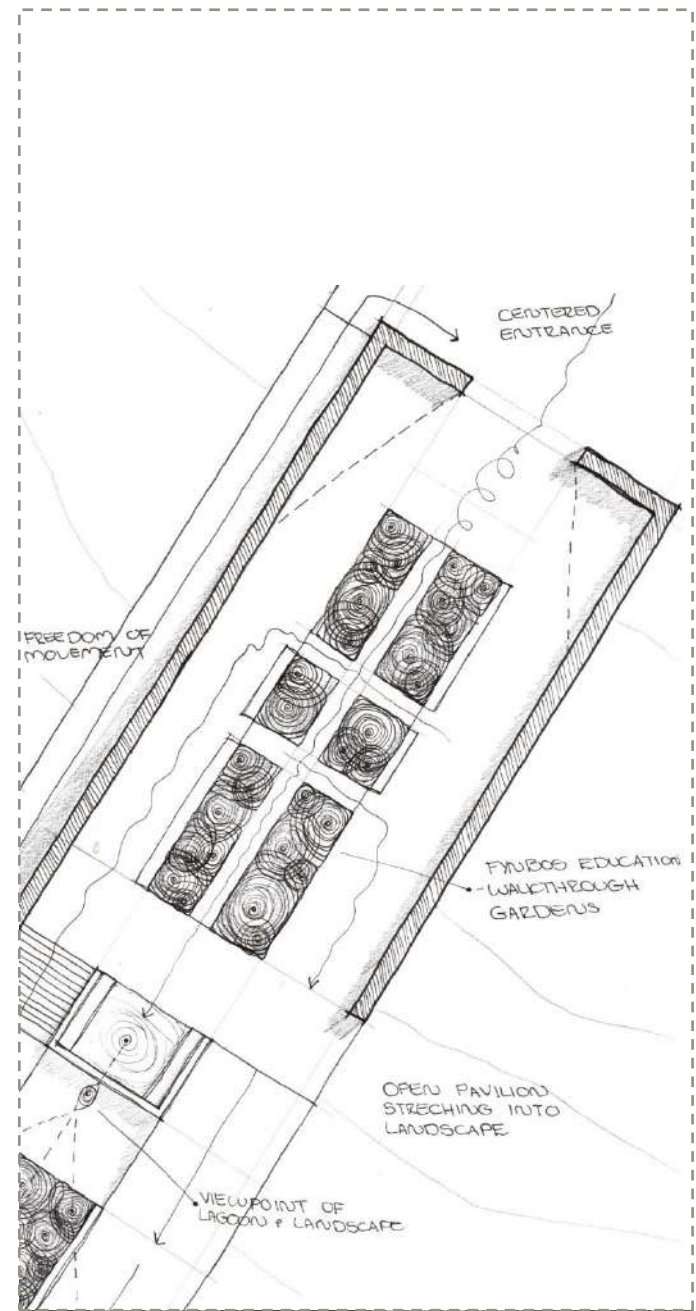 CENTERED
ENTRANCE
FREEDOM OF
MOVEMENT
FYNBOS EDUCATION
- WALKTHROUGH
GARDENS
OPEN PAVILION
STRECHING INTO
LANDSCAPE
VIEWPOINT OF
LAGOON & LANDSCAPE